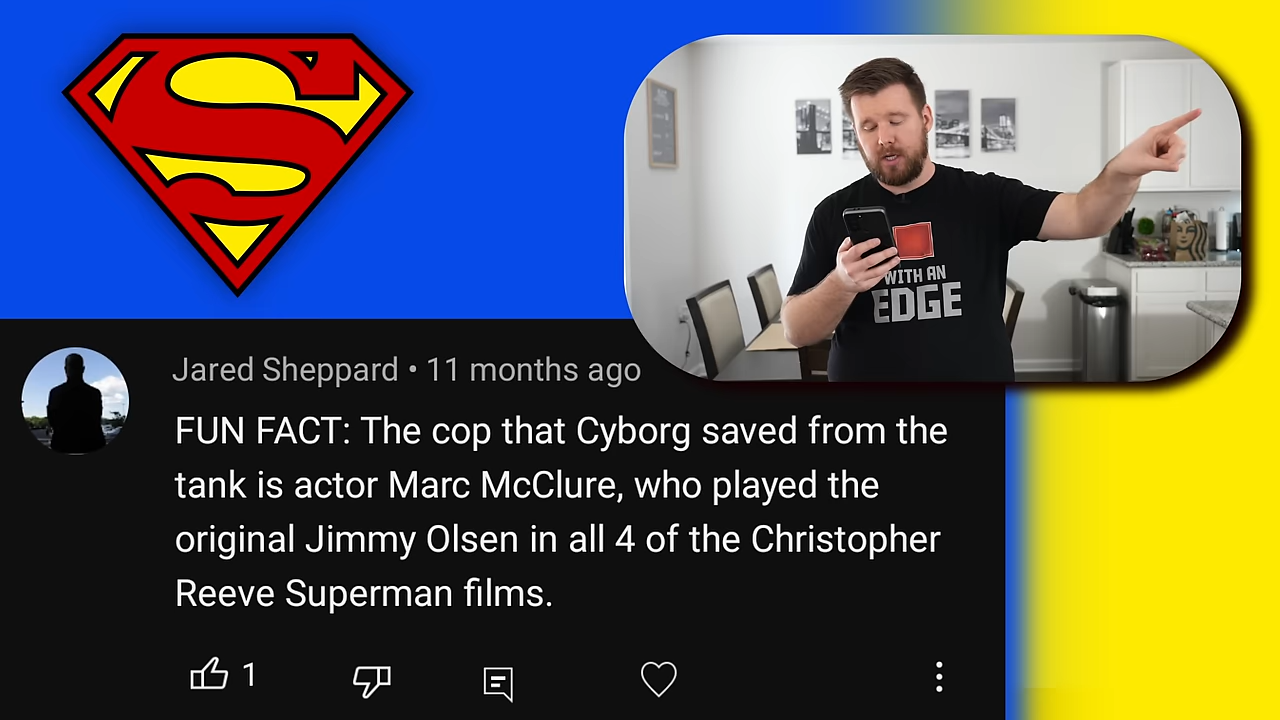 WITH AN
EDGE
Jared Sheppard • 11 months ago
FUN FACT: The cop that Cyborg saved from the
tank is actor Marc McClure, who played the
original Jimmy Olsen in all 4 of the Christopher
Reeve Superman films.
1